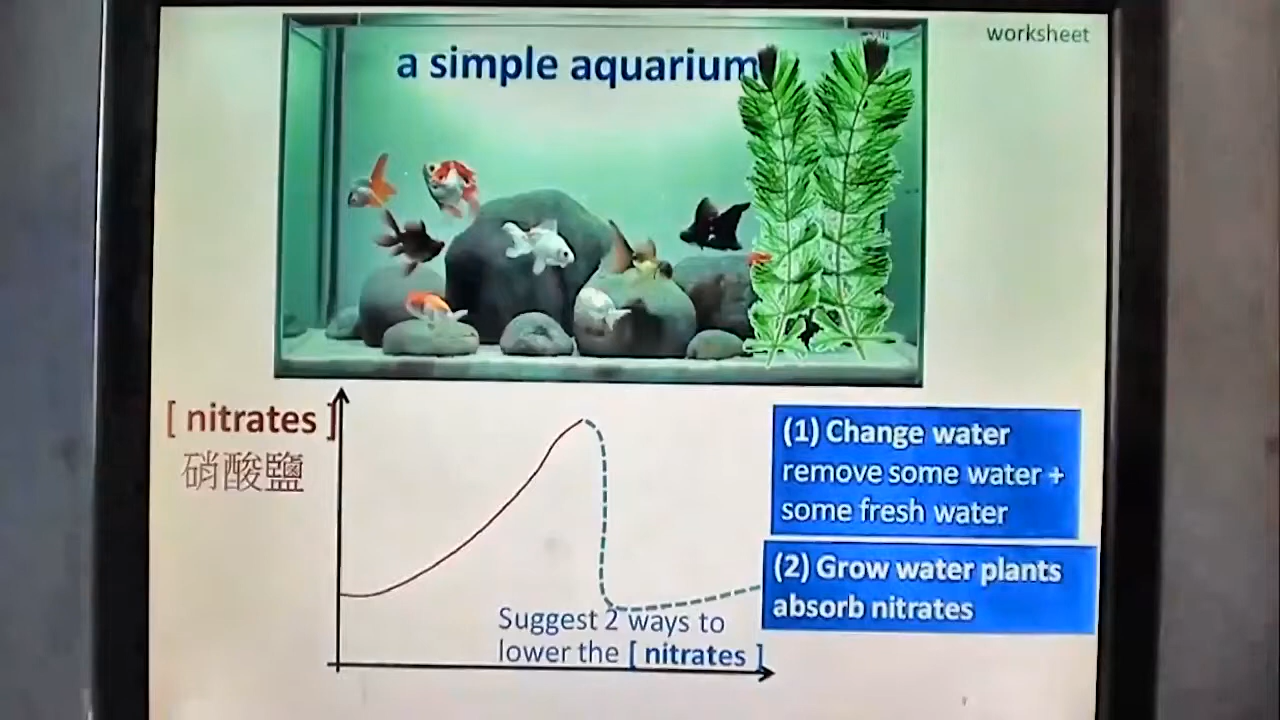 worksheet
a simple aquarium
[ nitrates ]
硝酸鹽
(1) Change water
remove some water +
some fresh water
(2) Grow water plants
absorb nitrates
Suggest 2 ways to
lower the [ nitrates ]